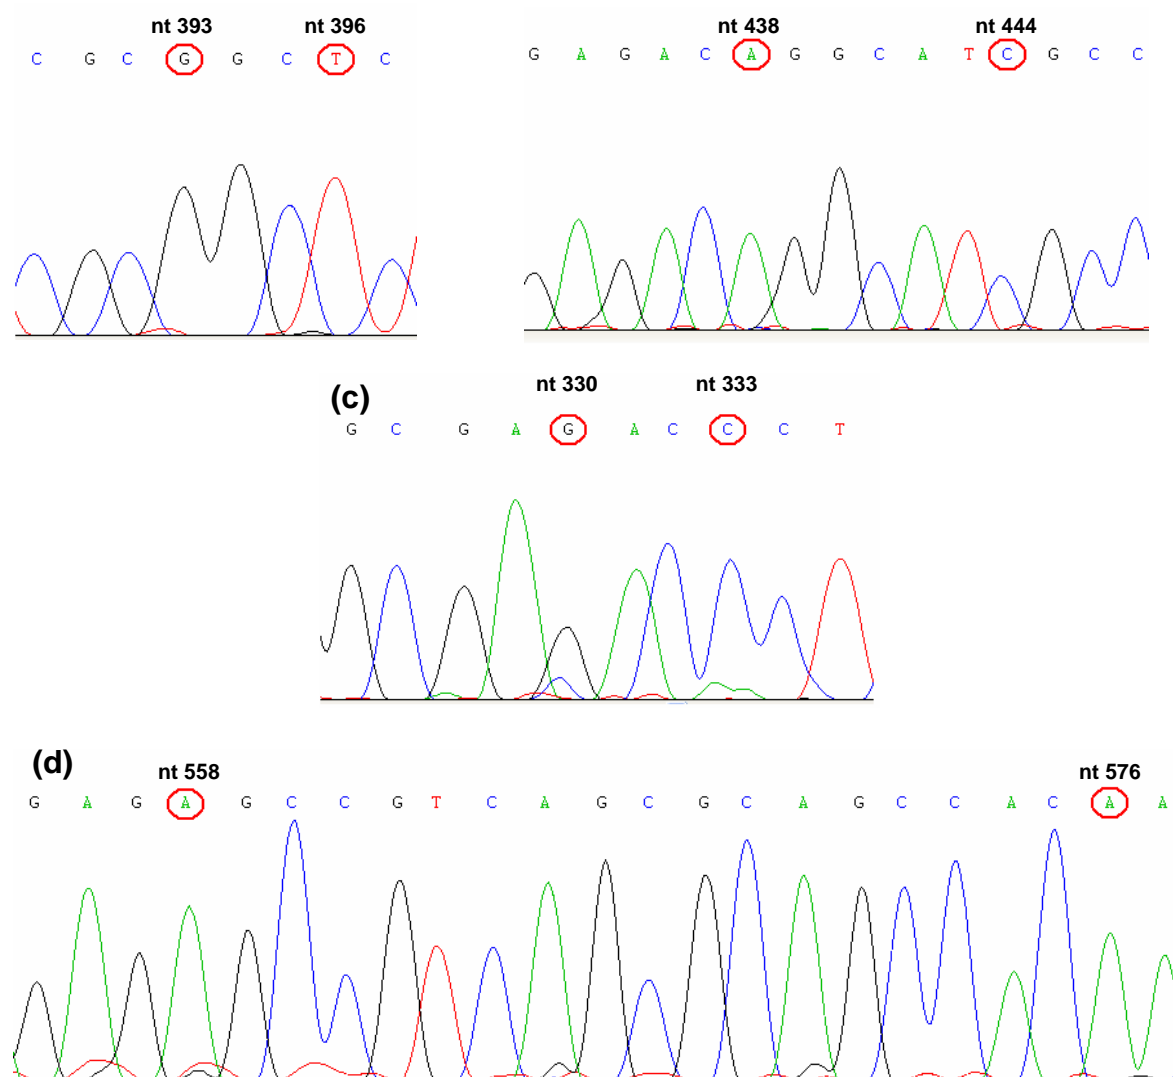 nt 393 nt 396
C G C G G C T C
nt 438 nt 444
G A G A C A G G C A T C G C C
(c)
nt 330 nt 333
G C G A G A C C C T
(d)
nt 558 nt 576
G A G A G C C G T C A G C G C A G C C A C A A